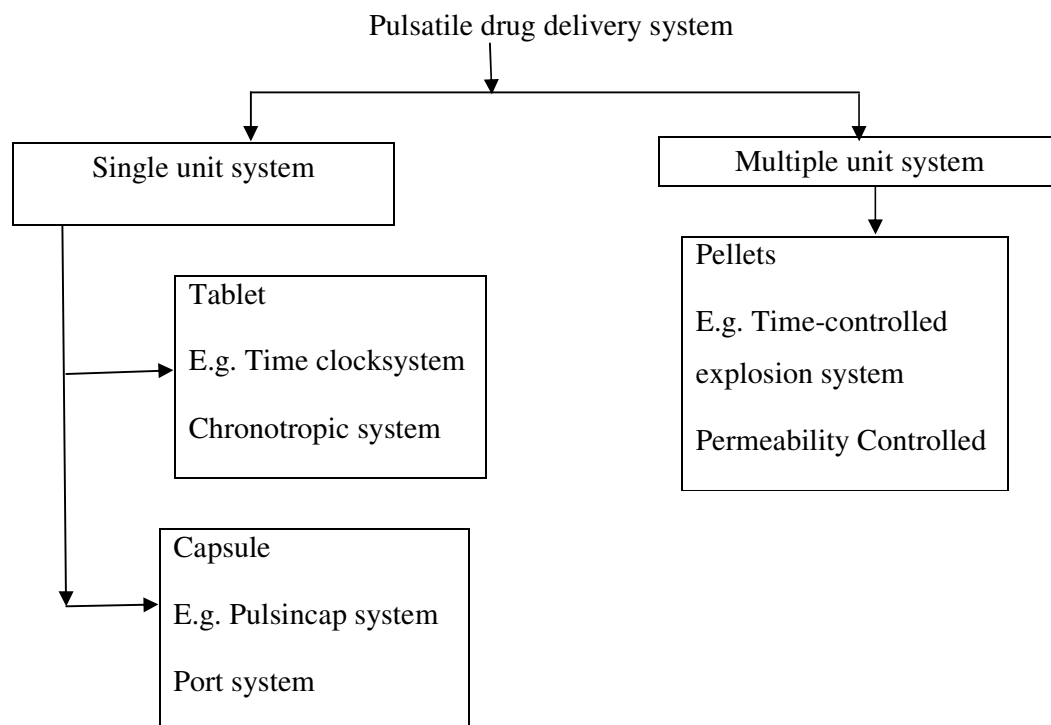 Pulsatile drug delivery system
Single unit system
Multiple unit system
Pellets
E.g. Time-controlled
explosion system
Permeability Controlled
Tablet
E.g. Time clocksystem
Chronotropic system
Capsule
E.g. Pulsincap system
Port system